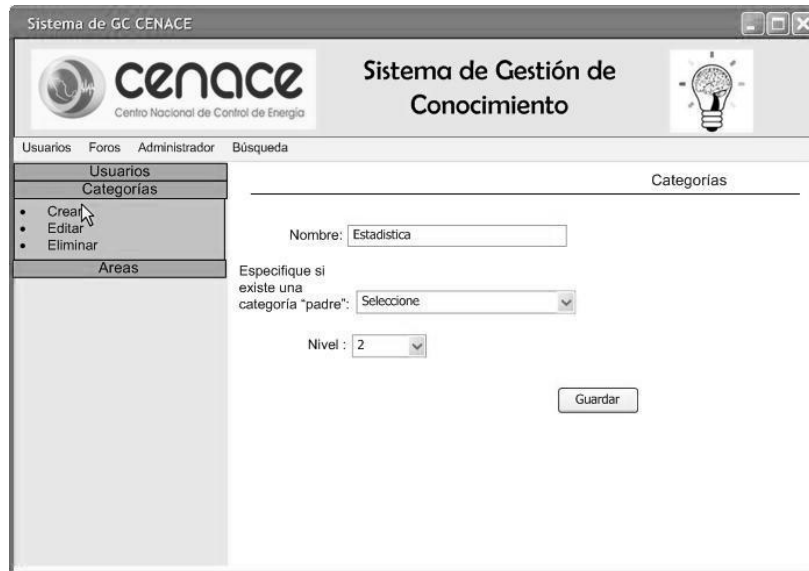 Sistema de GC CENACE
cenace
Centro Nacional de Control de Energía
Sistema de Gestión de
Conocimiento
Usuarios Foros Administrador Búsqueda
Usuarios
Categorías
Crear
Editar
Eliminar
Areas
Categorías
Nombre: Estadistica
Especifique si
existe una
categoría “padre”: Seleccione
Nivel : 2
Guardar